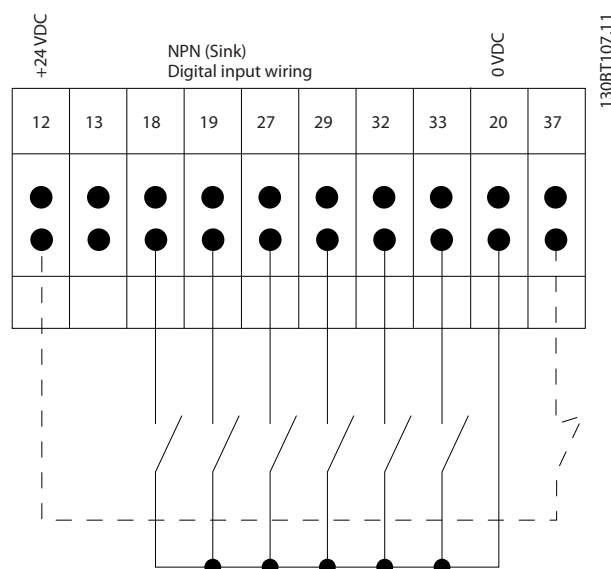 +24 VDC
NPN (Sink)
Digital input wiring
0 VDC
130BT107.11
12 13 18 19 27 29 32 33 20 37